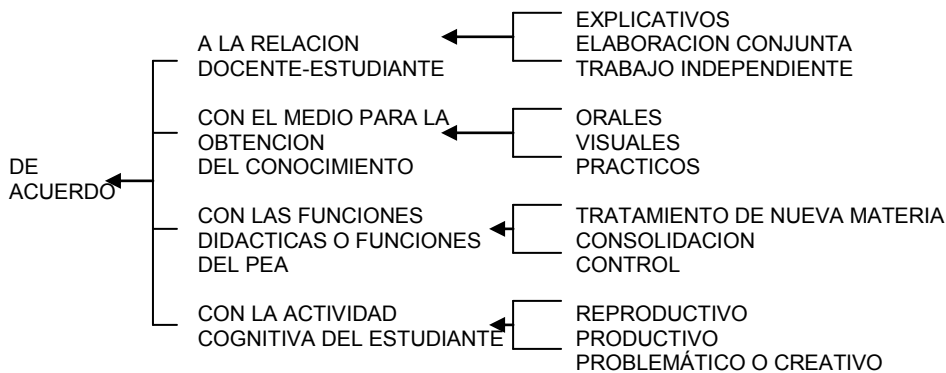 DE
ACUERDO
A LA RELACION
DOCENTE-ESTUDIANTE
EXPLICATIVOS
ELABORACION CONJUNTA
TRABAJO INDEPENDIENTE
CON EL MEDIO PARA LA
OBTENCION
DEL CONOCIMIENTO
ORALES
VISUALES
PRACTICOS
CON LAS FUNCIONES
DIDACTICAS O FUNCIONES
DEL PEA
TRATAMIENTO DE NUEVA MATERIA
CONSOLIDACION
CONTROL
CON LA ACTIVIDAD
COGNITIVA DEL ESTUDIANTE
REPRODUCTIVO
PRODUCTIVO
PROBLEMÁTICO O CREATIVO